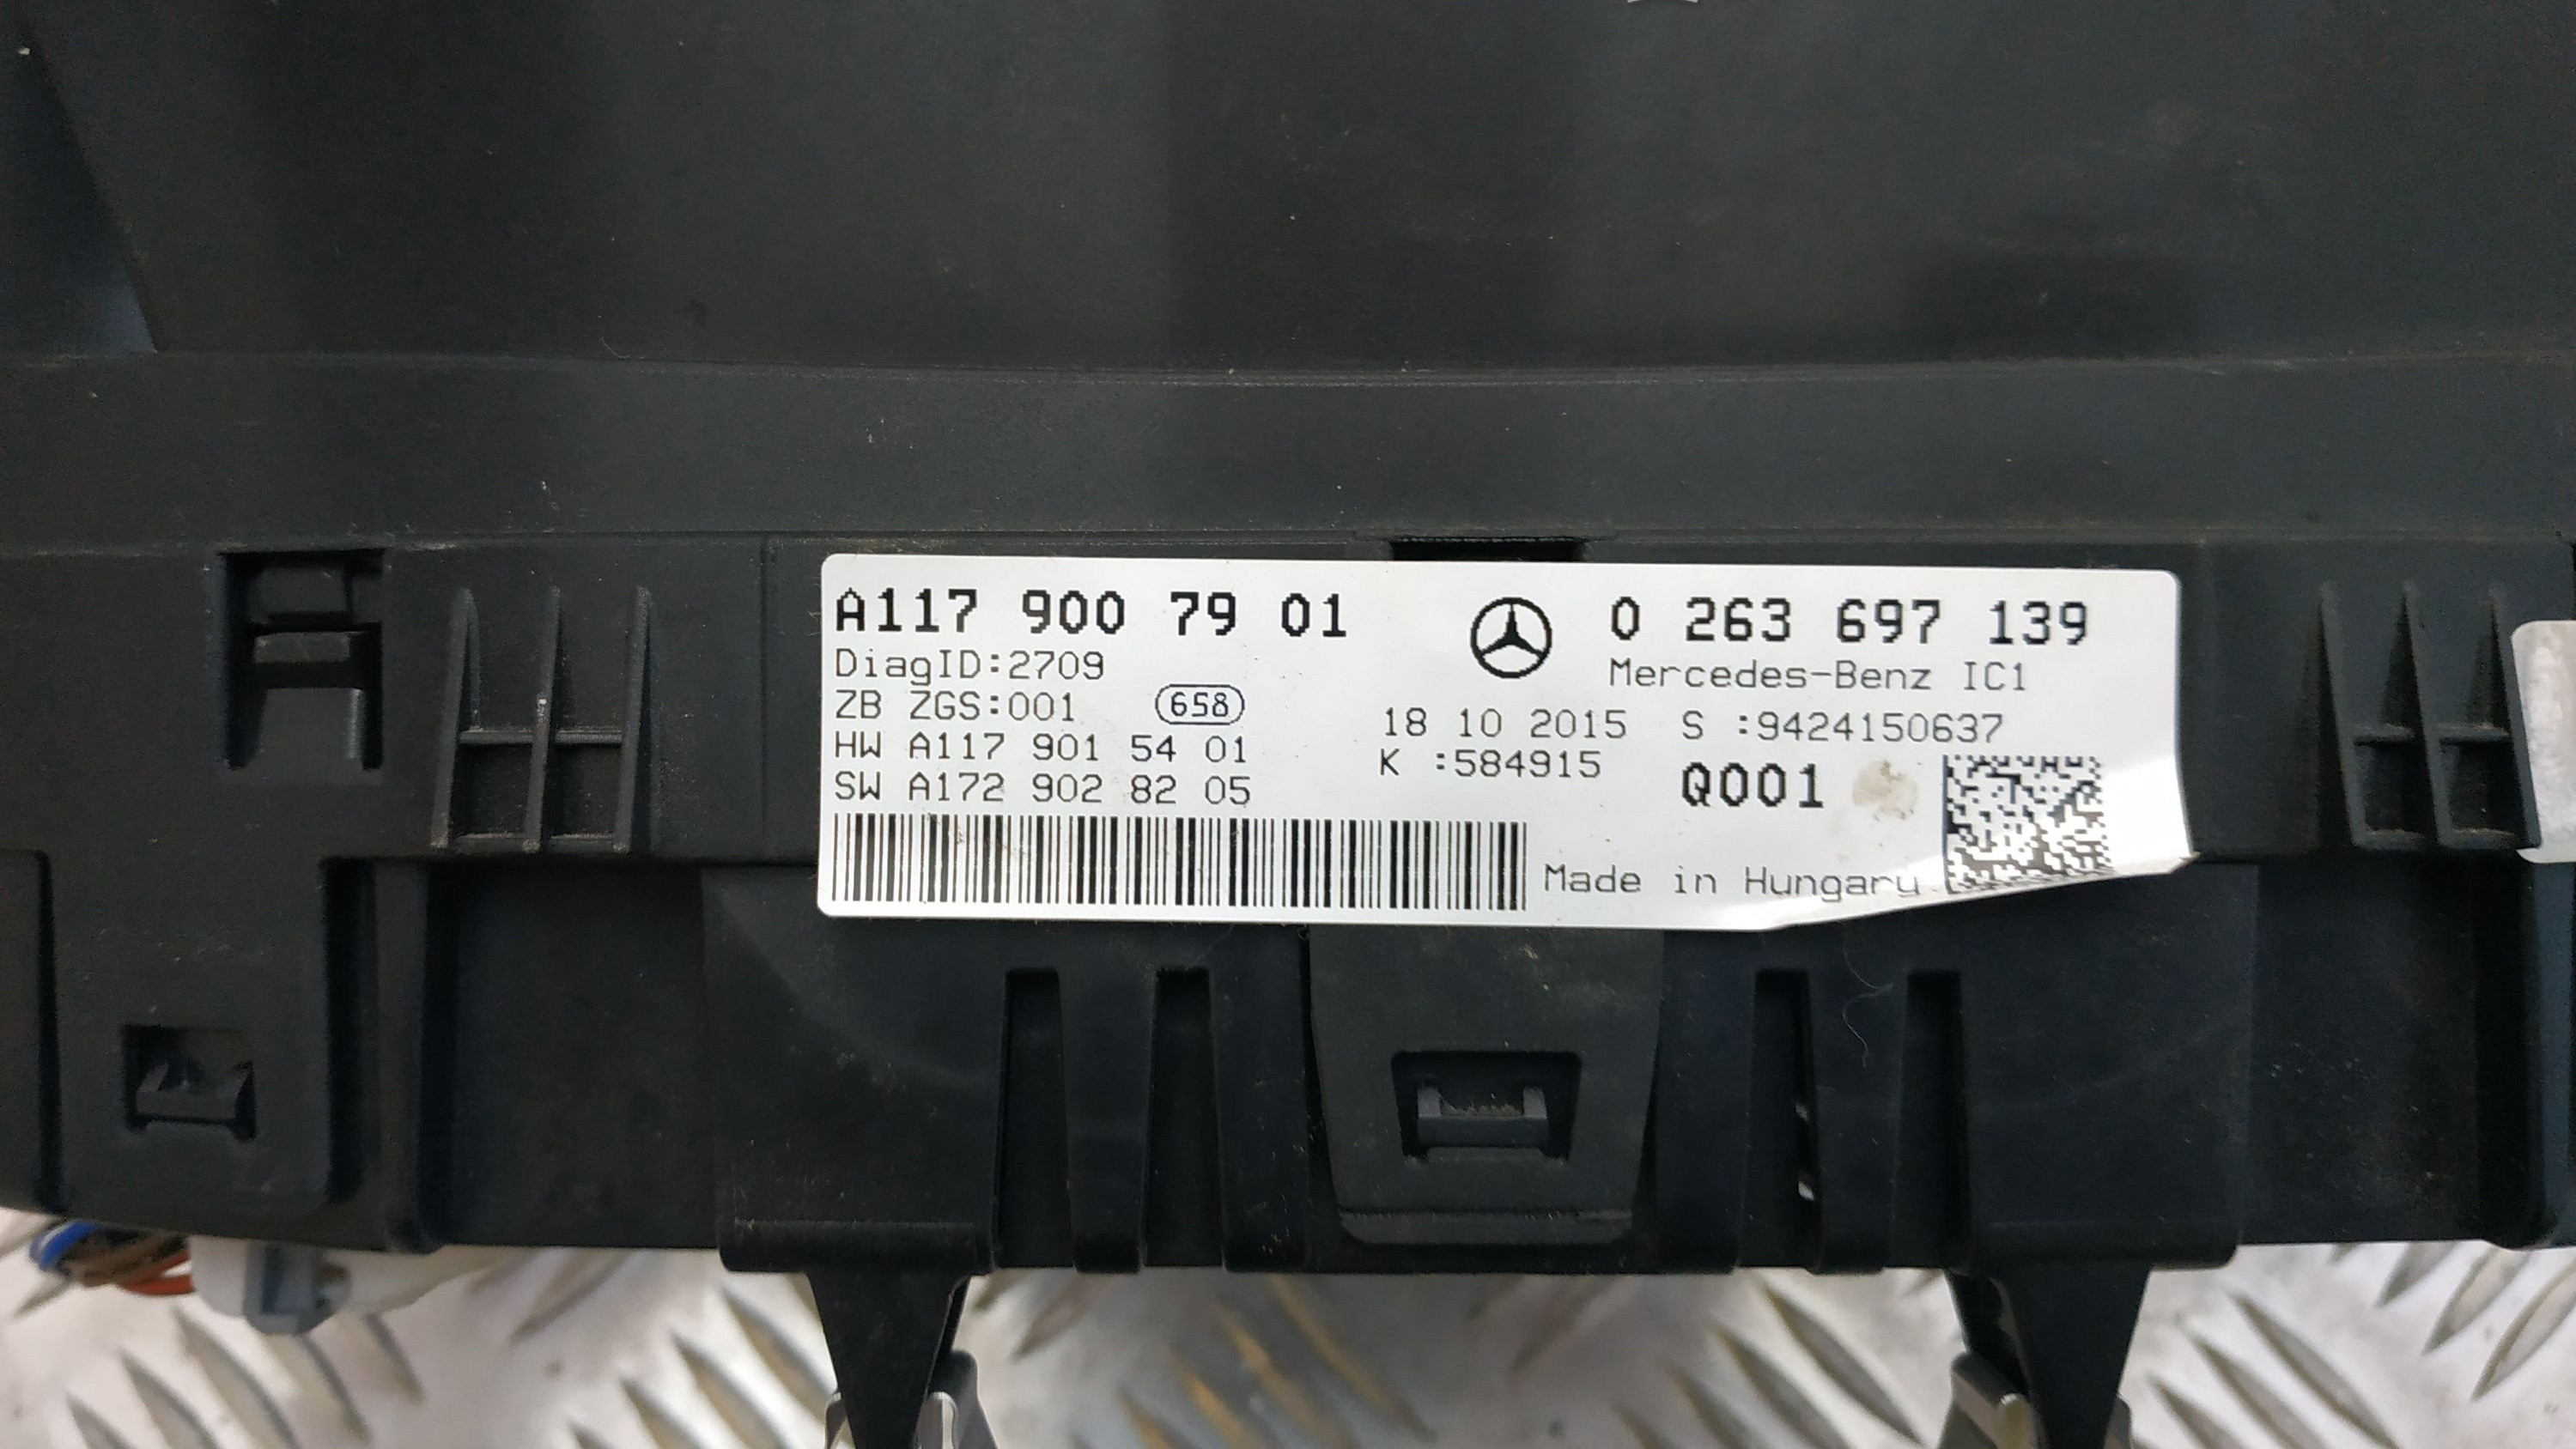 A117 900 79 01
DiagID:2709
ZB ZGS:001 658
HW A117 901 54 01
SW A172 902 82 05
0 263 697 139
Mercedes-Benz IC1
18 10 2015 S :9424150637
K :584915 Q001
Made in Hungary